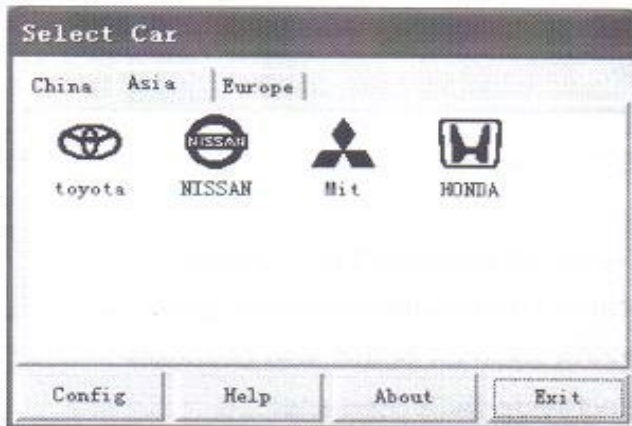 Select Car
China Asia Europe
NISSAN
toyota NISSAN Mit HONDA
Config Help About Exit